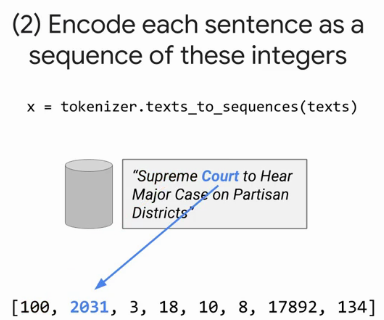 (2) Encode each sentence as a
sequence of these integers
x = tokenizer.texts_to_sequences(texts)
“Supreme Court to Hear
Major Case on Partisan
Districts”
[100, 2031, 3, 18, 10, 8, 17892, 134]